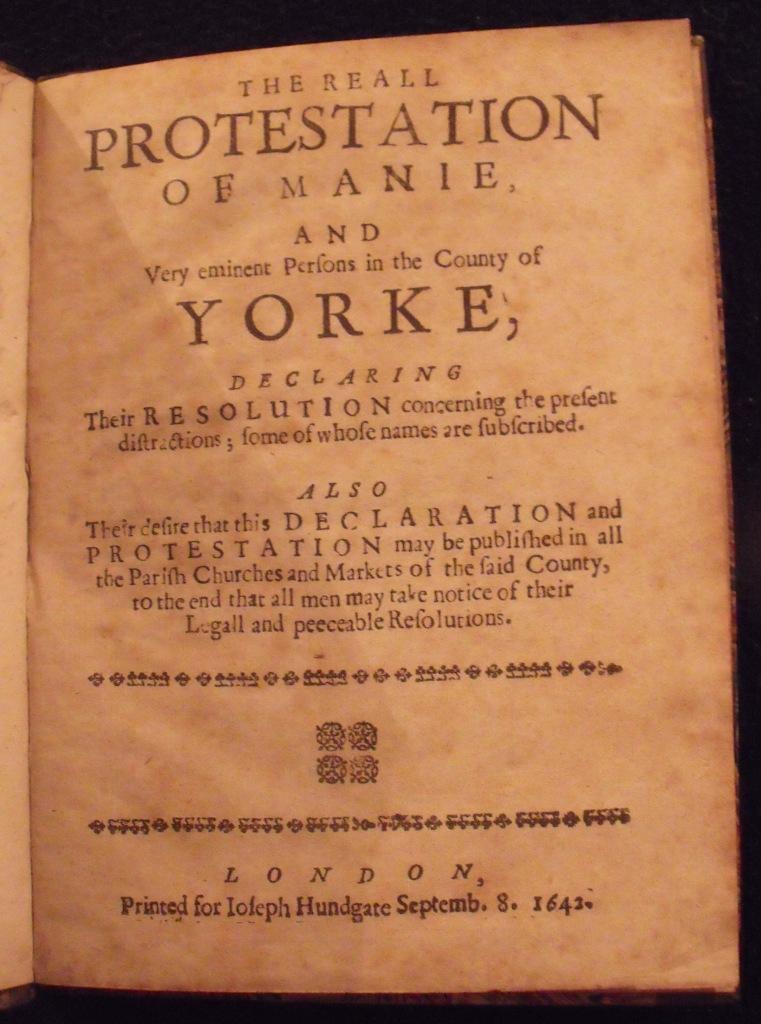 THE REALL
PROTESTATION
OF MANIE,
AND
Very eminent Perſons in the County of
YORKE,
DECLARING
Their RESOLUTION concerning the preſent
diſtractions; ſome of whoſe names are ſubſcribed.
ALSO
Their deſire that this DECLARATION and
PROTESTATION may be publiſhed in all
the Pariſh Churches and Markets of the ſaid County,
to the end that all men may take notice of their
Legall and peeceable Reſolutions.
LONDON,
Printed for Ioſeph Hundgate Septemb. 8. 1642.